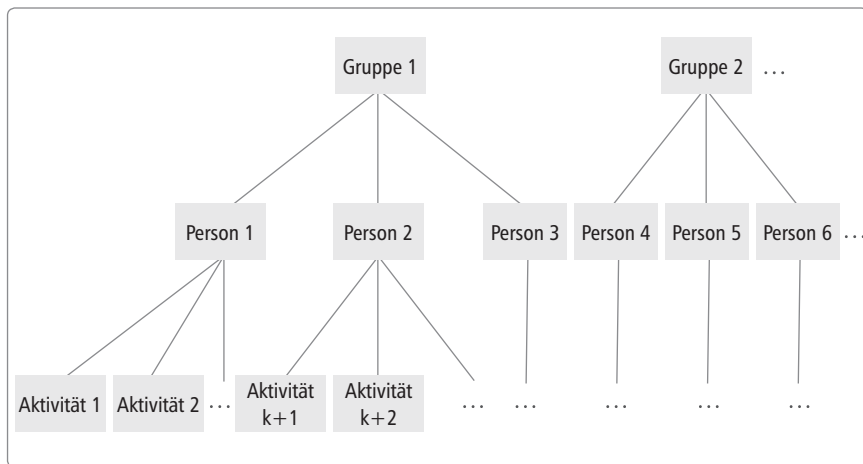 Gruppe 1
Gruppe 2
...
Person 1
Person 2
Person 3
Person 4
Person 5
Person 6
...
Aktivität 1
Aktivität 2
...
Aktivität
k+1
Aktivität
k+2
...
...
...
...
...